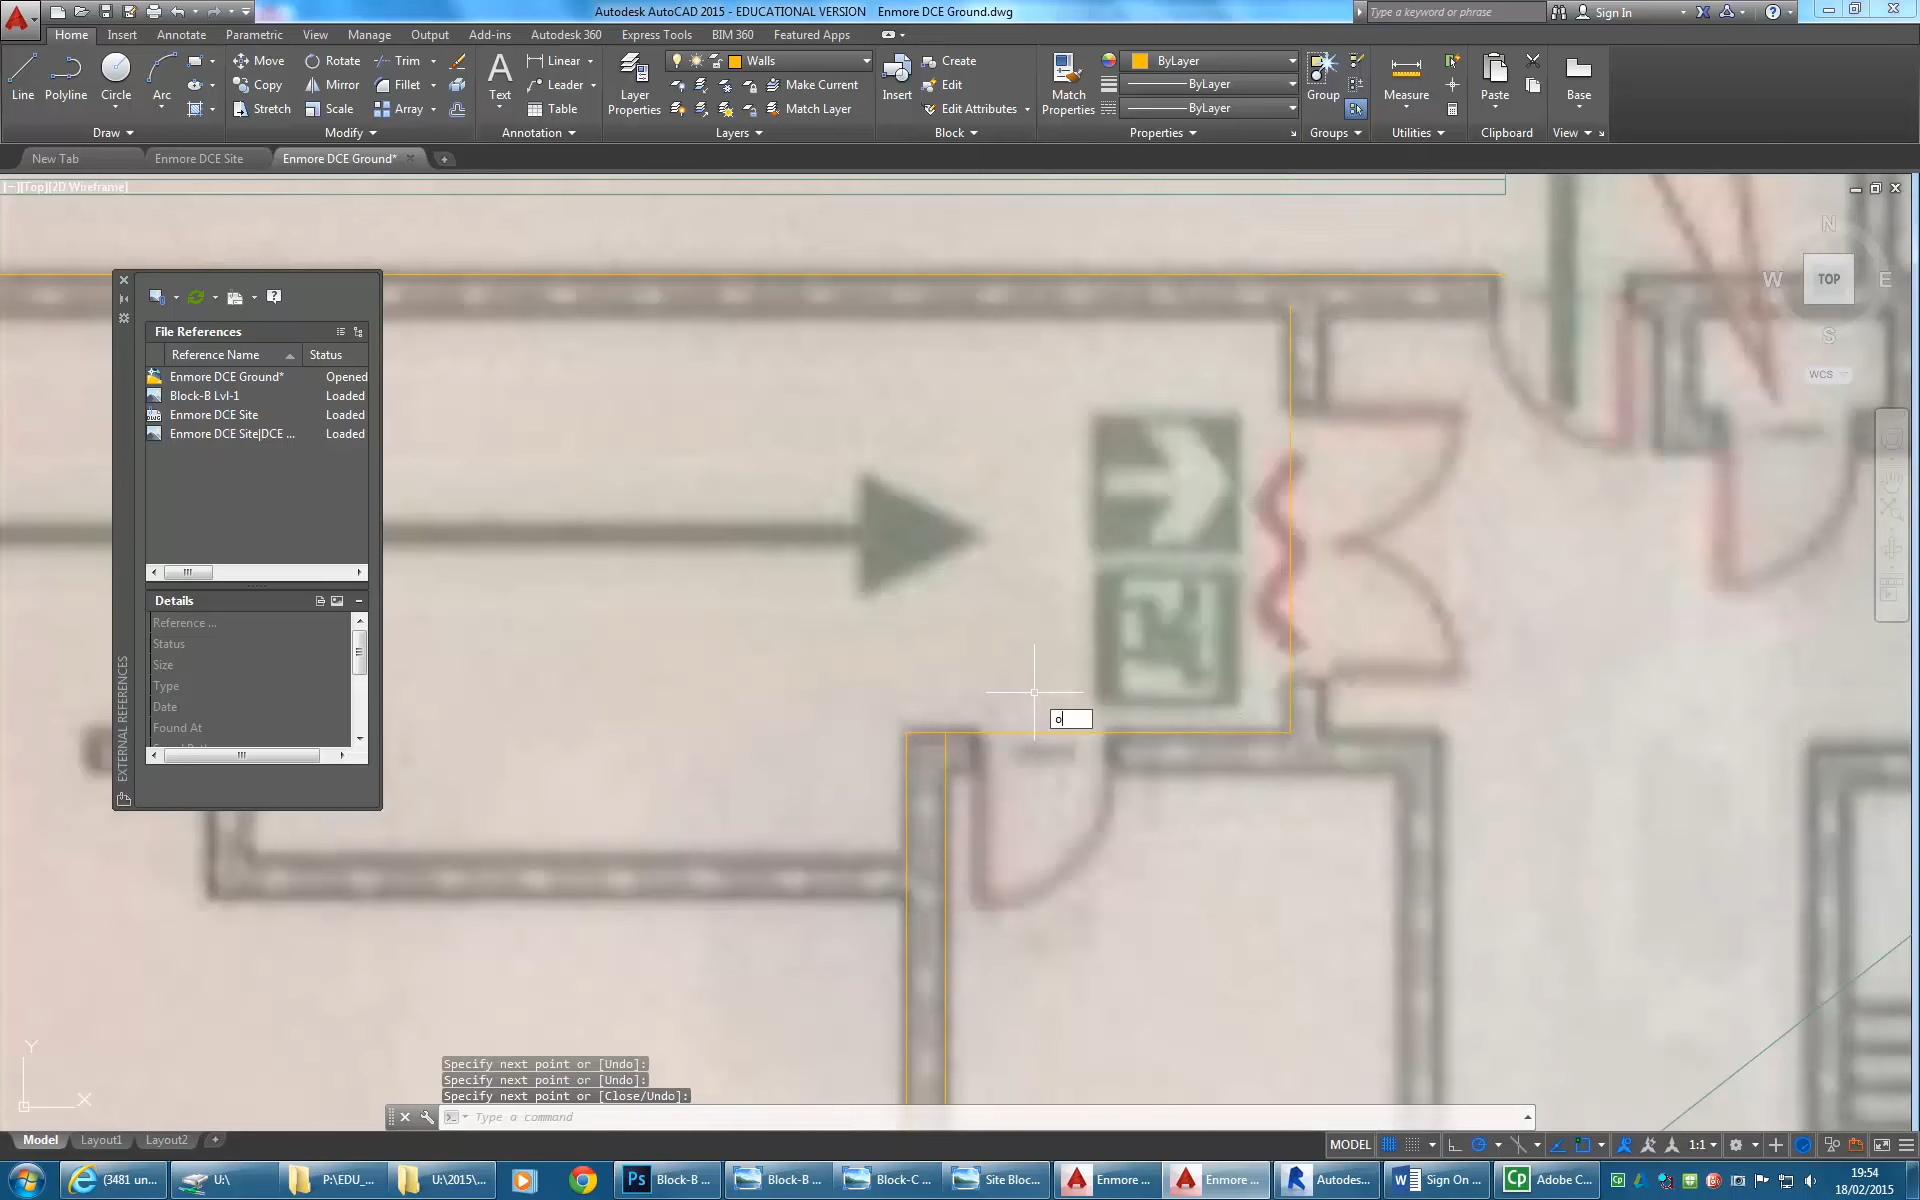 Autodesk AutoCAD 2015 - EDUCATIONAL VERSION Enmore DCE Ground.dwg
Type a keyword or phrase
Sign In
Home Insert Annotate Parametric View Manage Output Add-ins Autodesk 360 Express Tools BIM 360 Featured Apps
Line Polyline Circle Arc
Move Rotate Trim
Copy Mirror Fillet
Stretch Scale Array
Text Linear
Leader
Table
Layer Properties
Walls
Make Current
Match Layer
Insert Create
Edit
Edit Attributes
Match Properties
ByLayer
ByLayer
ByLayer
Group Measure Paste Base
Draw Modify Annotation Layers Block Properties Groups Utilities Clipboard View
New Tab Enmore DCE Site Enmore DCE Ground*
[−][Top][2D Wireframe]
N
W TOP E
S
WCS
File References
Reference Name Status
Enmore DCE Ground* Opened
Block-B Lvl-1 Loaded
Enmore DCE Site Loaded
Enmore DCE Site|DCE ... Loaded
Details
Reference ...
Status
Size
Type
Date
Found At
EXTERNAL REFERENCES
o
Y
X
Specify next point or [Undo]:
Specify next point or [Undo]:
Specify next point or [Close/Undo]:
Type a command
Model Layout1 Layout2
MODEL 1:1
(3481 un... U:\ P:\EDU_... U:\2015\... Ps Block-B ... Block-B ... Block-C ... Site Bloc... Enmore ... Enmore ... Autodes... Sign On ... Cp Adobe C...
19:54
18/02/2015